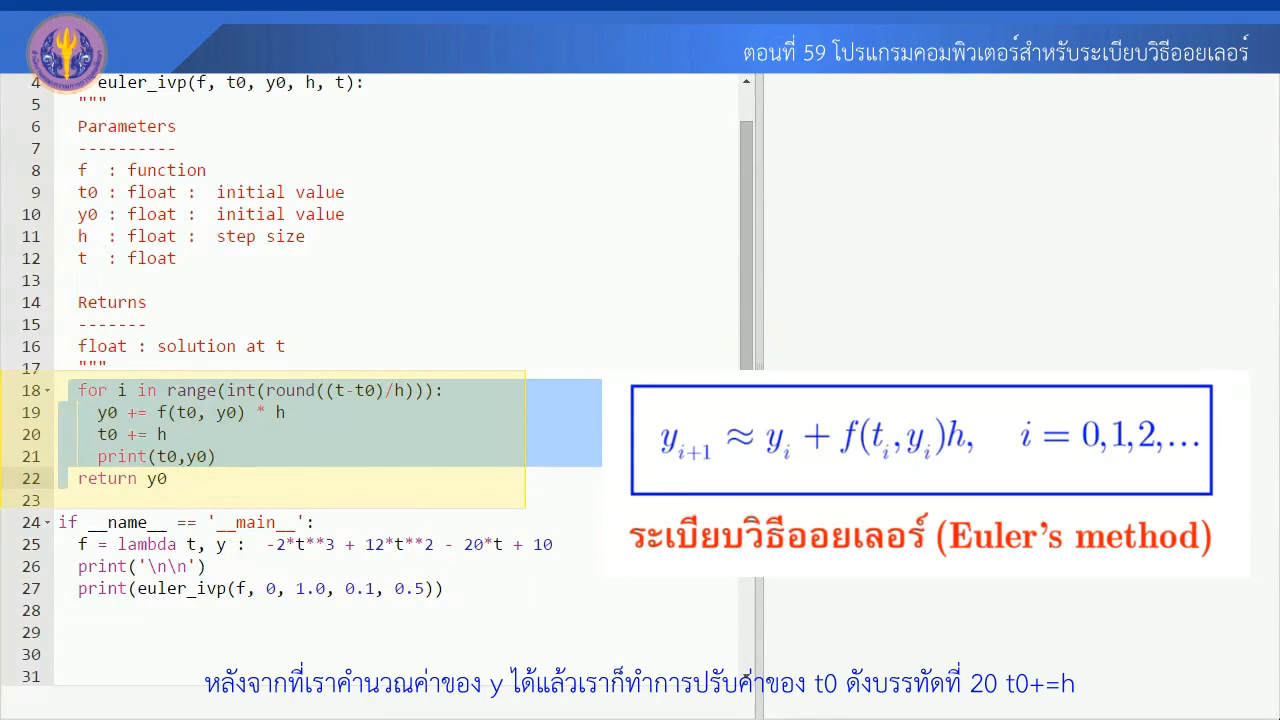 ตอนที่ 59 โปรแกรมคอมพิวเตอร์สำหรับระเบียบวิธีออยเลอร์
4 euler_ivp(f, t0, y0, h, t):
5 """
6 Parameters
7 ----------
8 f : function
9 t0 : float : initial value
10 y0 : float : initial value
11 h : float : step size
12 t : float
13
14 Returns
15 -------
16 float : solution at t
17 """
18 for i in range(int(round((t-t0)/h))):
19 y0 += f(t0, y0) * h
20 t0 += h
21 print(t0,y0)
22 return y0
23
24 if __name__ == '__main__':
25 f = lambda t, y : -2*t**3 + 12*t**2 - 20*t + 10
26 print('\n\n')
27 print(euler_ivp(f, 0, 1.0, 0.1, 0.5))
28
29
30
31
y_{i+1} ≈ y_i + f(t_i, y_i)h, i = 0,1,2,...
ระเบียบวิธีออยเลอร์ (Euler's method)
หลังจากที่เราคำนวณค่าของ y ได้แล้วเราก็ทำการปรับค่าของ t0 ดังบรรทัดที่ 20 t0+=h